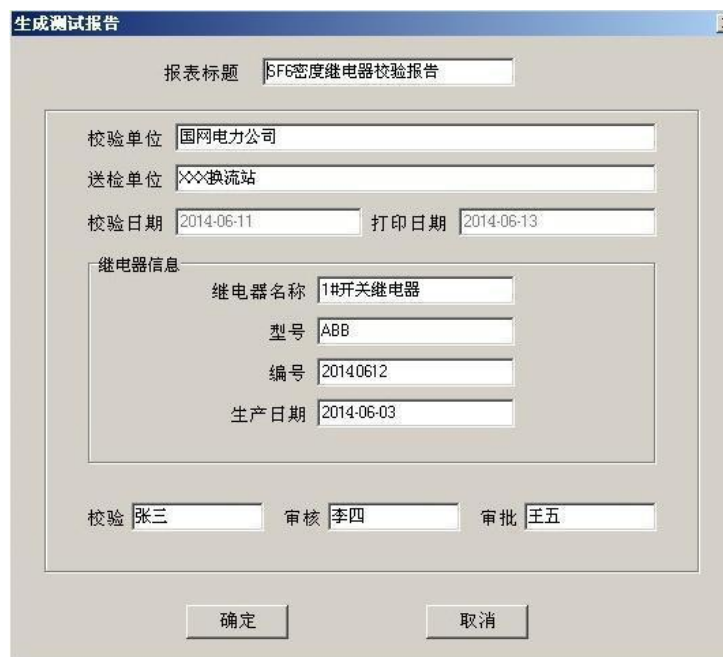 生成测试报告
报表标题 SF6密度继电器校验报告
校验单位 国网电力公司
送检单位 XXX换流站
校验日期 2014-06-11 打印日期 2014-06-13
继电器信息
继电器名称 1#开关继电器
型号 ABB
编号 20140612
生产日期 2014-06-03
校验 张三 审核 李四 审批 王五
确定 取消